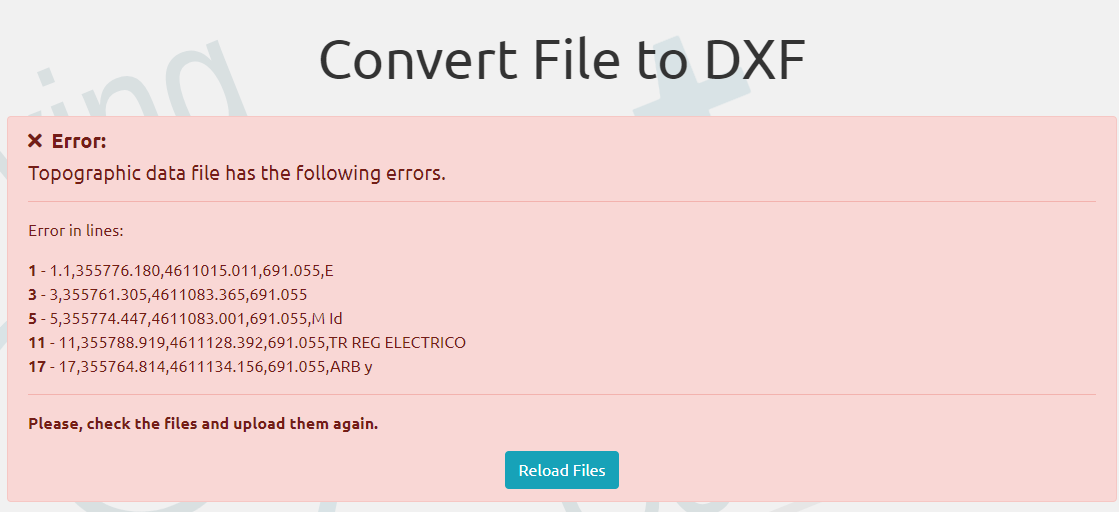 Convert File to DXF
Error:
Topographic data file has the following errors.
Error in lines:
1 - 1.1,355776.180,4611015.011,691.055,E
3 - 3,355761.305,4611083.365,691.055
5 - 5,355774.447,4611083.001,691.055,M Id
11 - 11,355788.919,4611128.392,691.055,TR REG ELECTRICO
17 - 17,355764.814,4611134.156,691.055,ARB y
Please, check the files and upload them again.
Reload Files